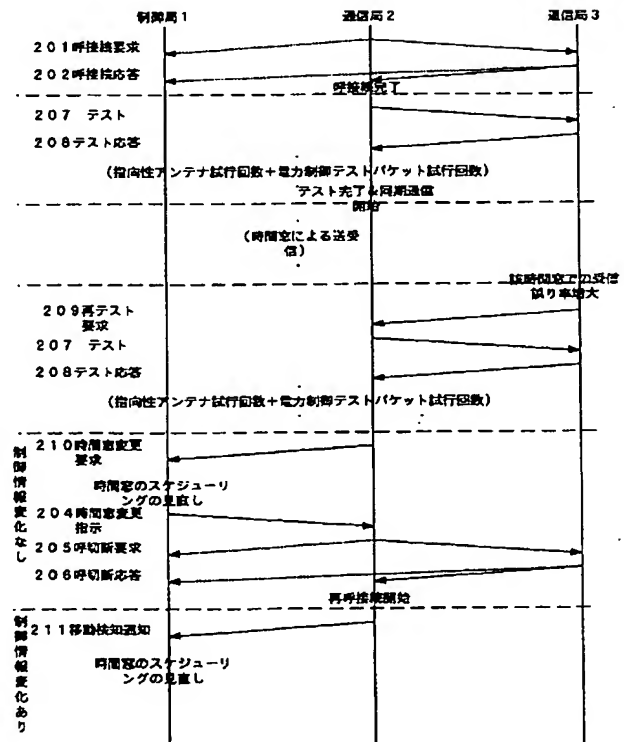 制御局1 通信局2 通信局3
201呼接続要求
202呼接続応答
呼接続完了
207 テスト
208テスト応答
(指向性アンテナ試行回数+電力制御テストパケット試行回数)
テスト完了&同期通信
開始
(時間窓による送受
信)
該時間窓での受信
誤り率増大
209再テスト
要求
207 テスト
208テスト応答
(指向性アンテナ試行回数+電力制御テストパケット試行回数)
制御情報変化なし
210時間窓変更
要求
時間窓のスケジューリ
ングの見直し
204時間窓変更
指示
205呼切断要求
206呼切断応答
再呼接続開始
制御情報変化あり
211移動検知通知
時間窓のスケジューリ
ングの見直し